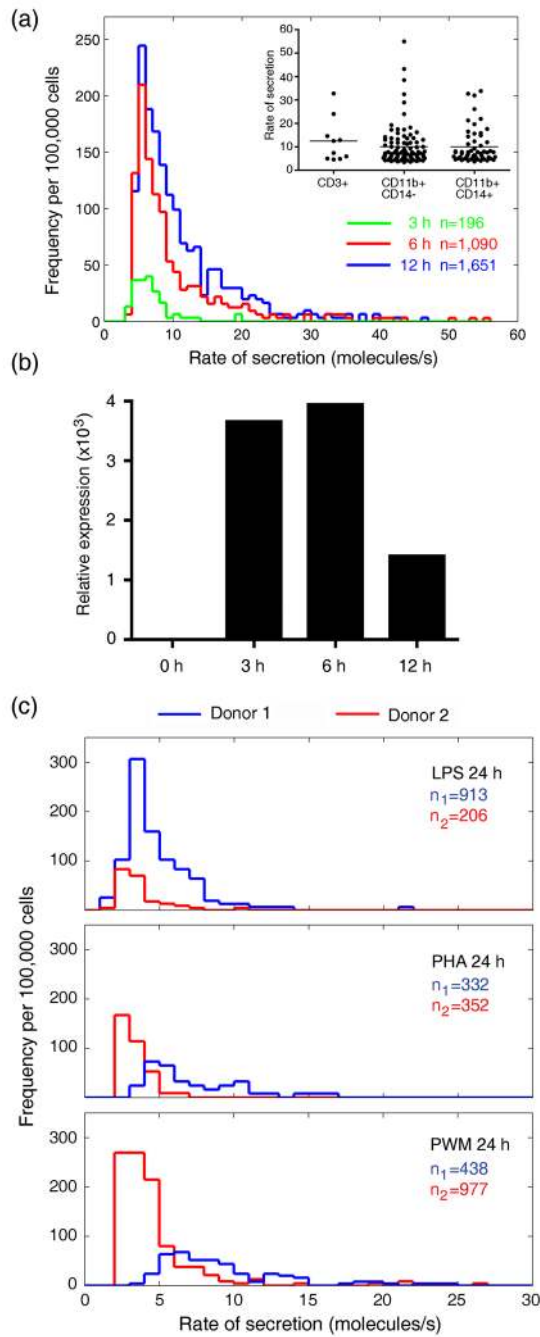 (a)
Frequency per 100,000 cells
250
200
150
100
50
0
0 10 20 30 40 50 60
Rate of secretion (molecules/s)
Rate of secretion
60
50
40
30
20
10
0
CD3+ CD11b+ CD11b+
CD14- CD14+
3 h n=196
6 h n=1,090
12 h n=1,651
(b)
Relative expression (x10³)
4
3
2
1
0
0 h 3 h 6 h 12 h
(c)
Donor 1 Donor 2
Frequency per 100,000 cells
300
200
100
LPS 24 h
n₁=913
n₂=206
300
200
100
PHA 24 h
n₁=332
n₂=352
300
200
100
0
PWM 24 h
n₁=438
n₂=977
0 5 10 15 20 25 30
Rate of secretion (molecules/s)